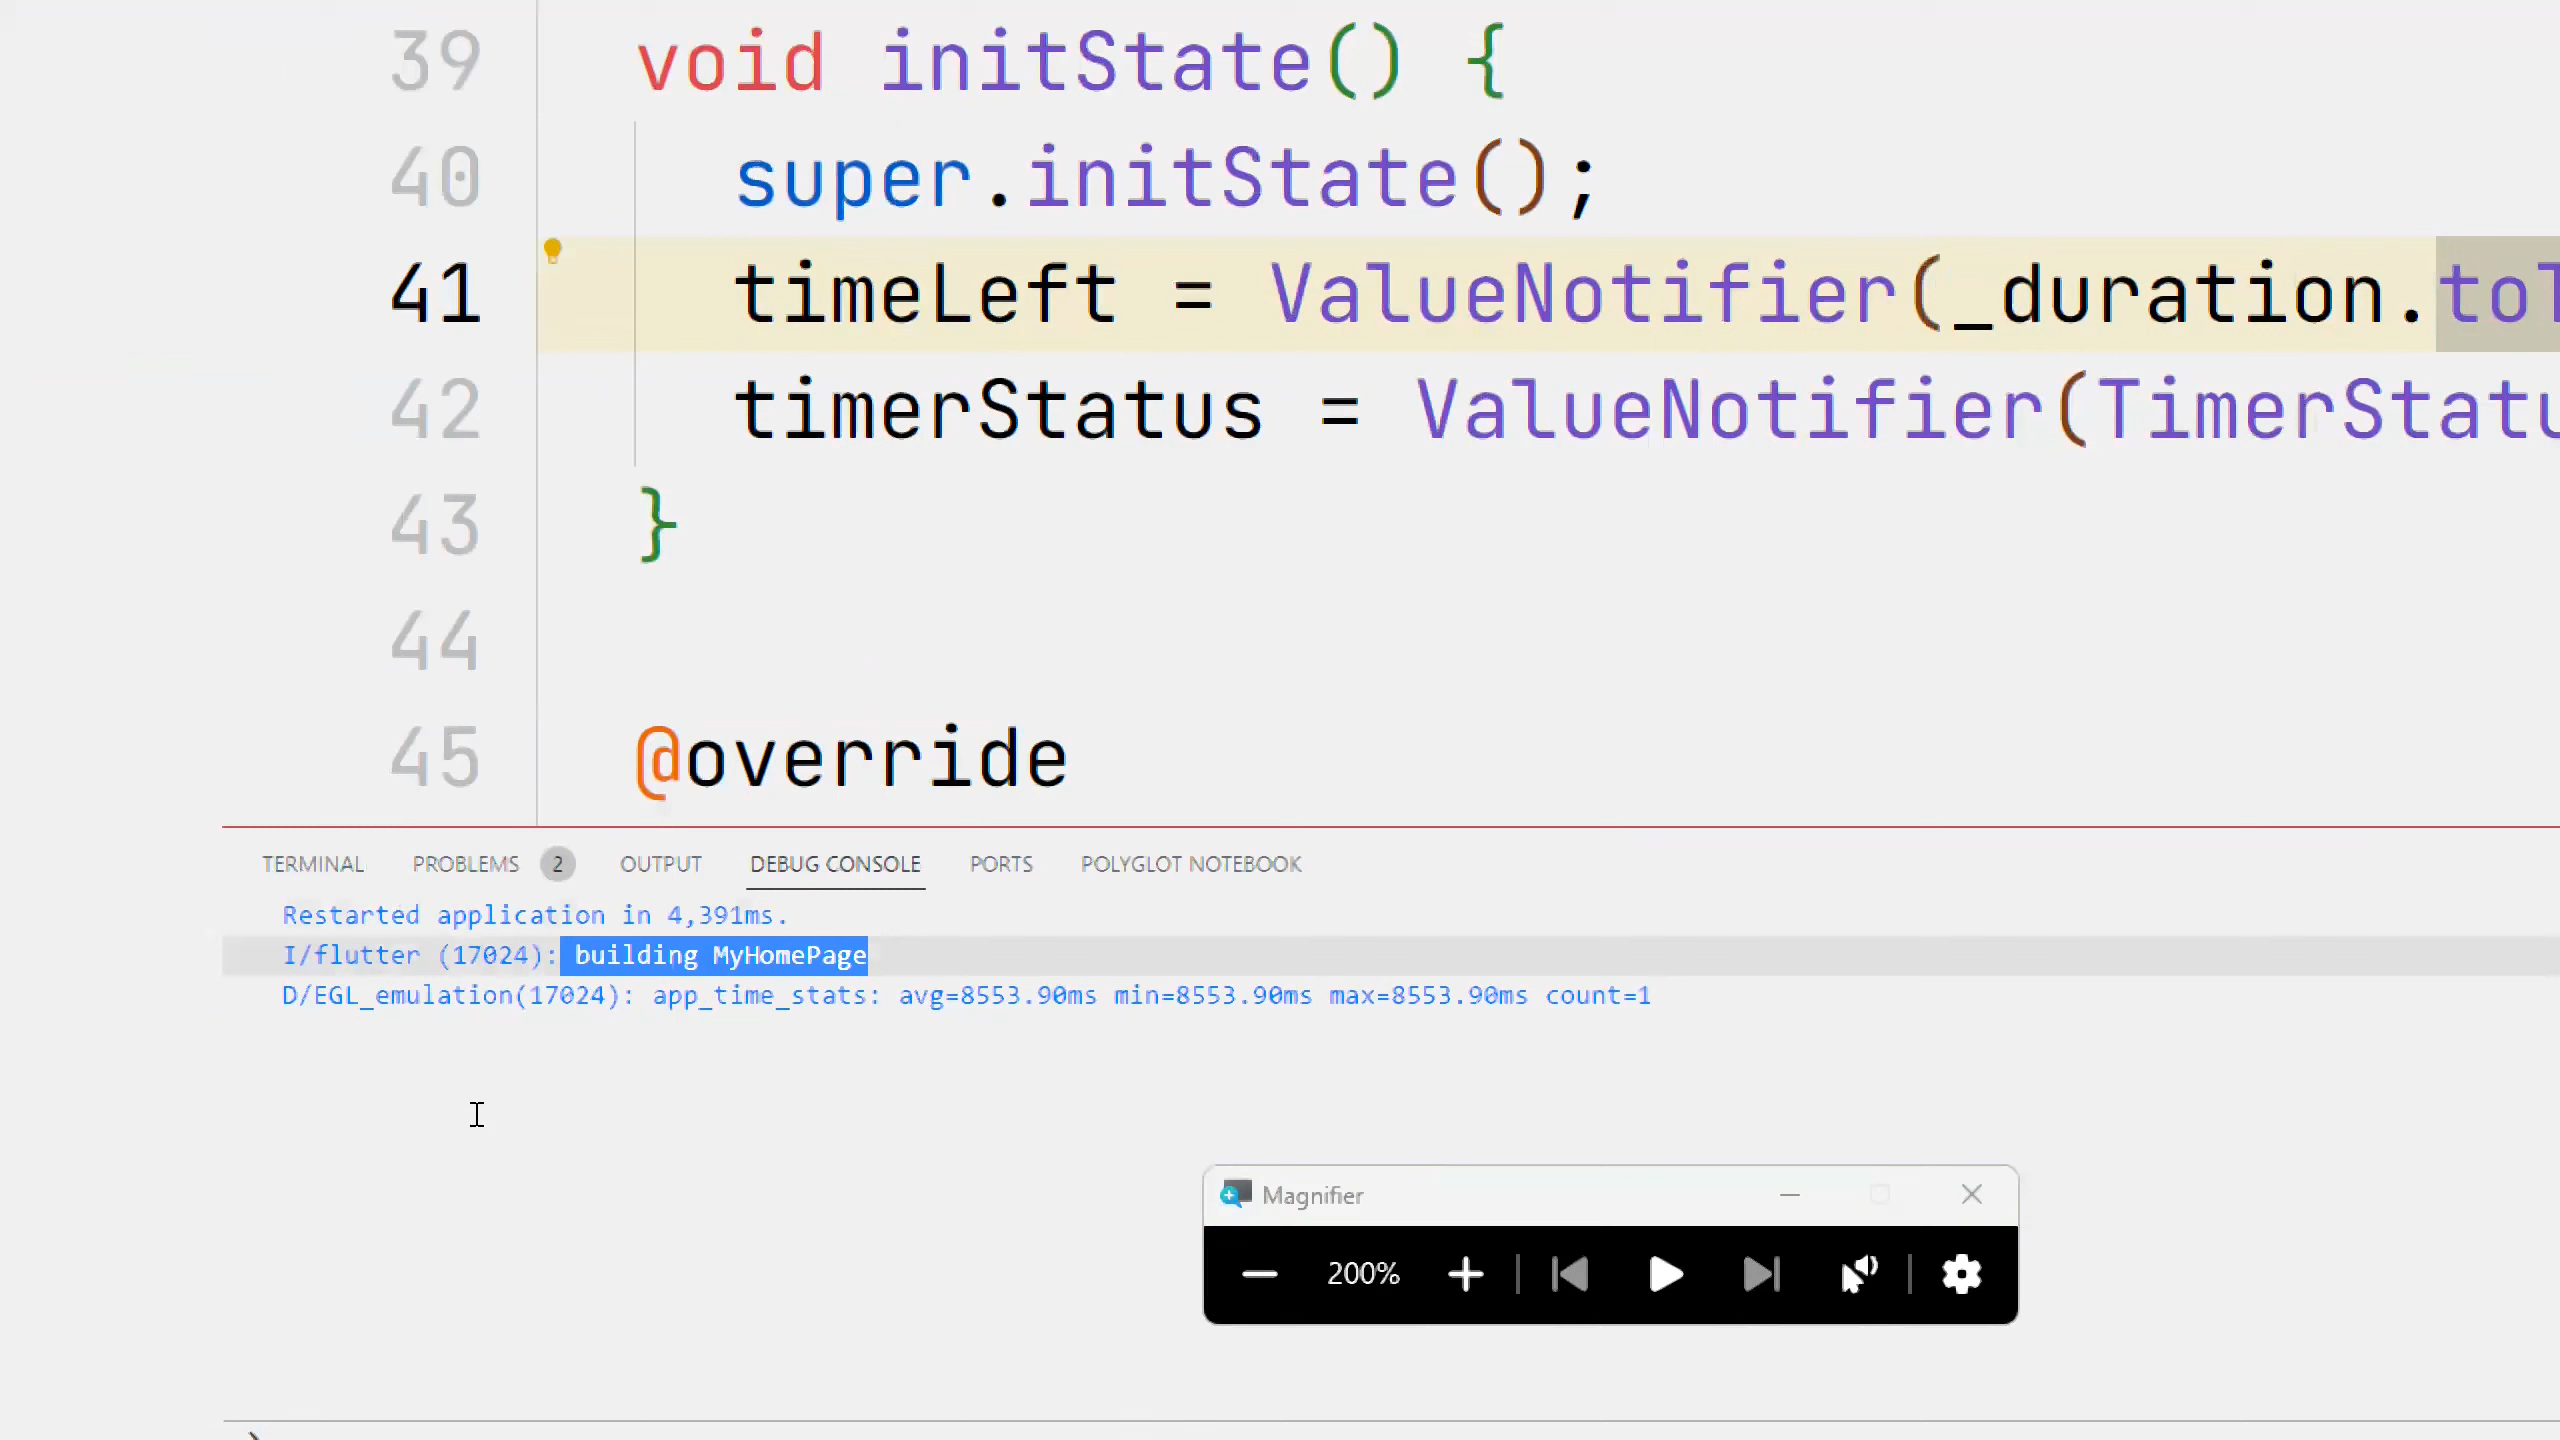 39 void initState() {
40 super.initState();
41 timeLeft = ValueNotifier(_duration.
42 timerStatus = ValueNotifier(
43 }
44
45 @override
TERMINAL PROBLEMS 2 OUTPUT DEBUG CONSOLE PORTS POLYGLOT NOTEBOOK
Restarted application in 4,391ms.
I/flutter (17024): building MyHomePage
D/EGL_emulation(17024): app_time_stats: avg=8553.90ms min=8553.90ms max=8553.90ms count=1
Magnifier
200%